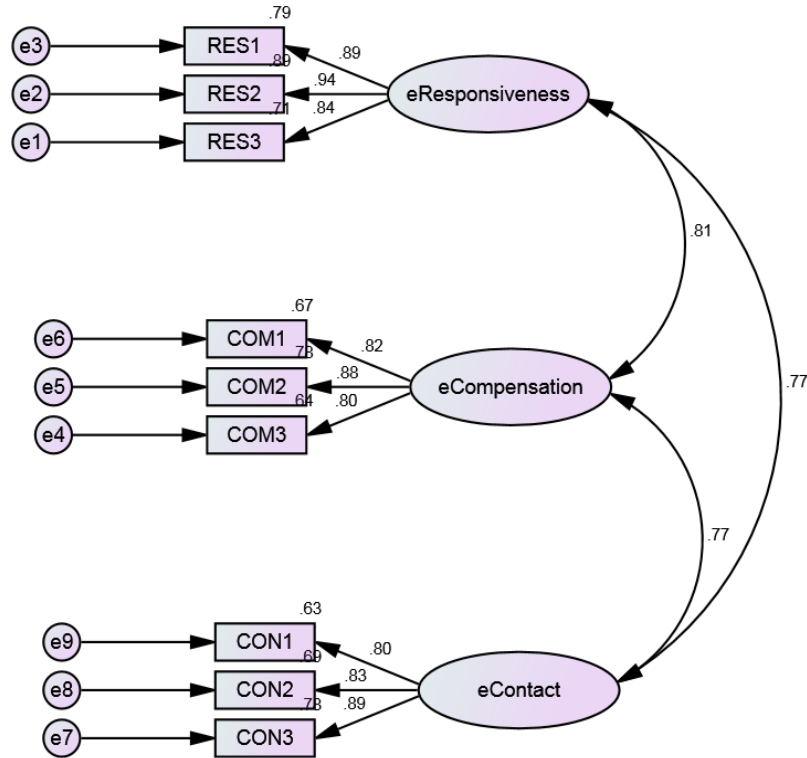 .79
e3 RES1 .89
.89
e2 RES2 .94 eResponsiveness
.71
e1 RES3 .84
.81
.77
.67
e6 COM1 .82
.78
e5 COM2 .88 eCompensation
.64
e4 COM3 .80
.77
.63
e9 CON1 .80
.69
e8 CON2 .83 eContact
.78
e7 CON3 .89